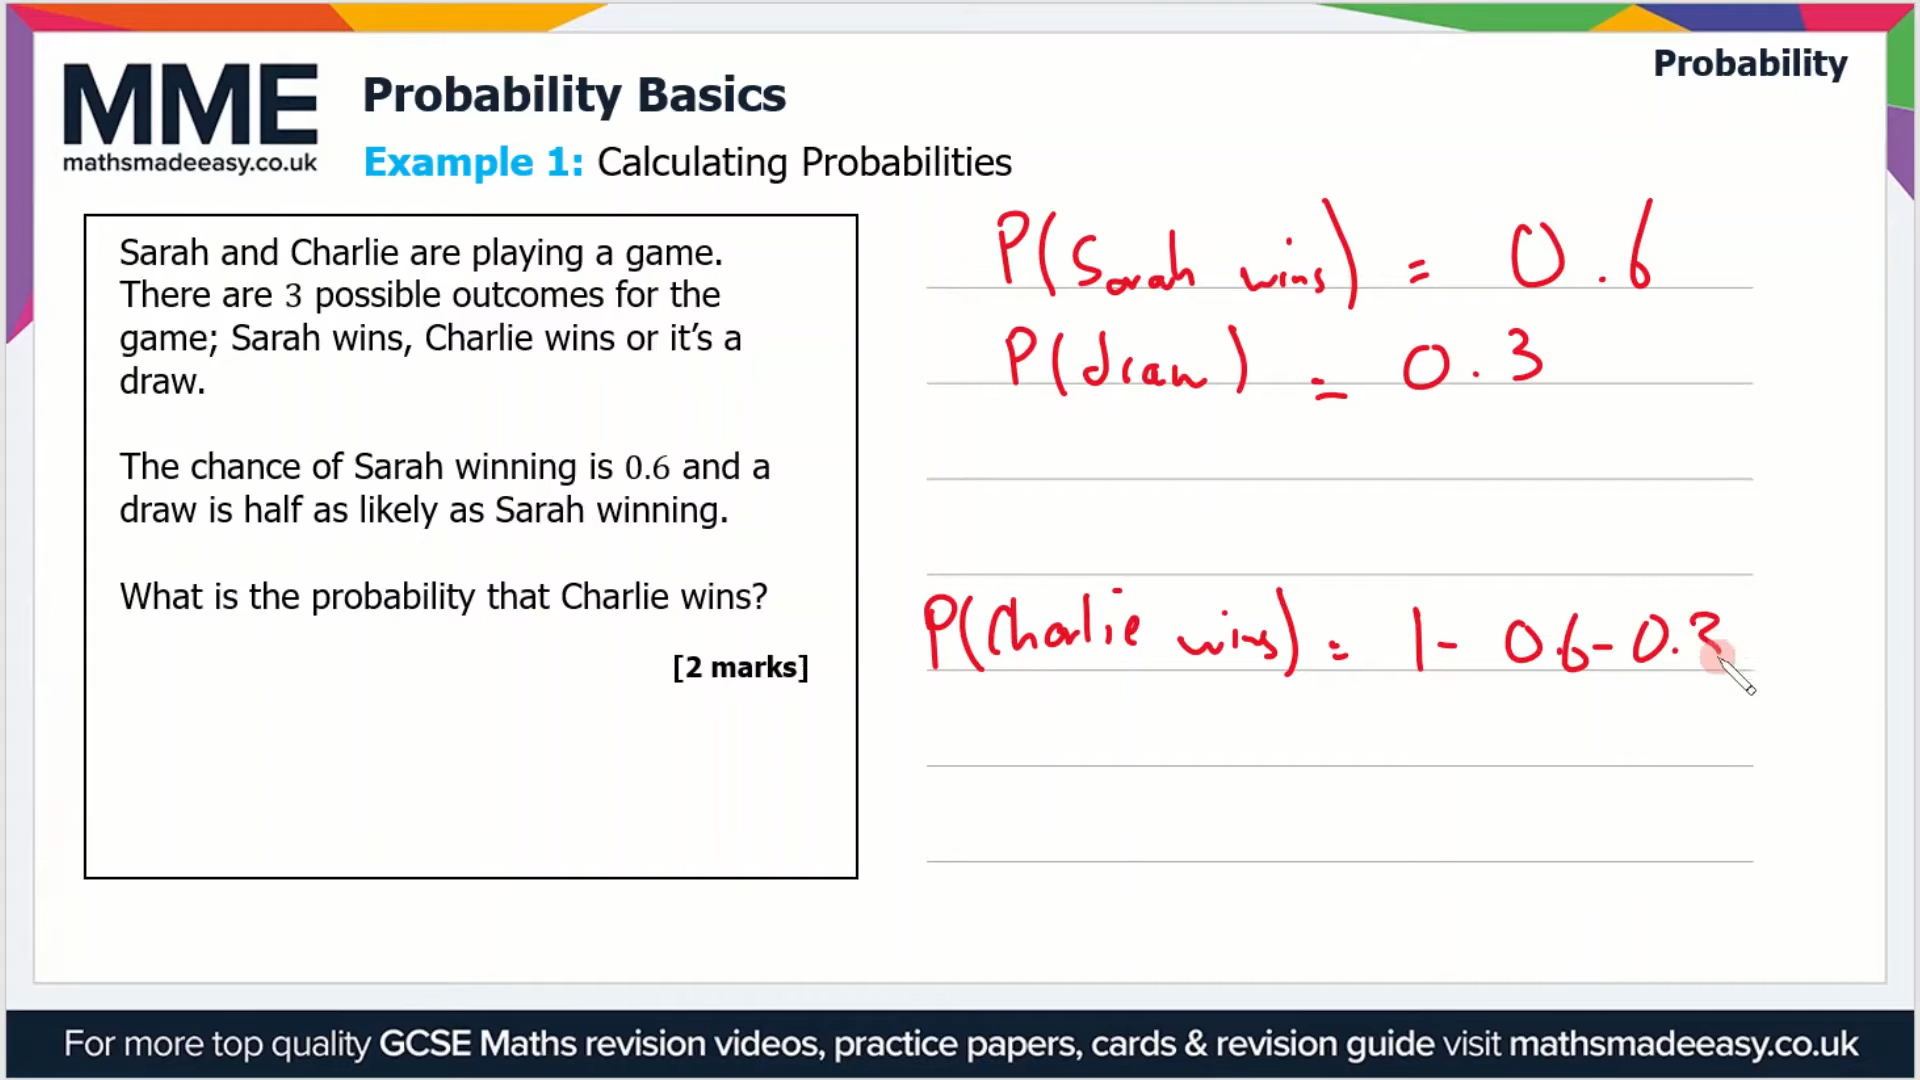 Probability
MME
mathsmadeeasy.co.uk
Probability Basics
Example 1: Calculating Probabilities
Sarah and Charlie are playing a game.
There are 3 possible outcomes for the
game; Sarah wins, Charlie wins or it’s a
draw.
The chance of Sarah winning is 0.6 and a
draw is half as likely as Sarah winning.
What is the probability that Charlie wins?
[2 marks]
P(Sarah wins) = 0.6
P(draw) = 0.3
P(Charlie wins) = 1 - 0.6 - 0.3
For more top quality GCSE Maths revision videos, practice papers, cards & revision guide visit mathsmadeeasy.co.uk